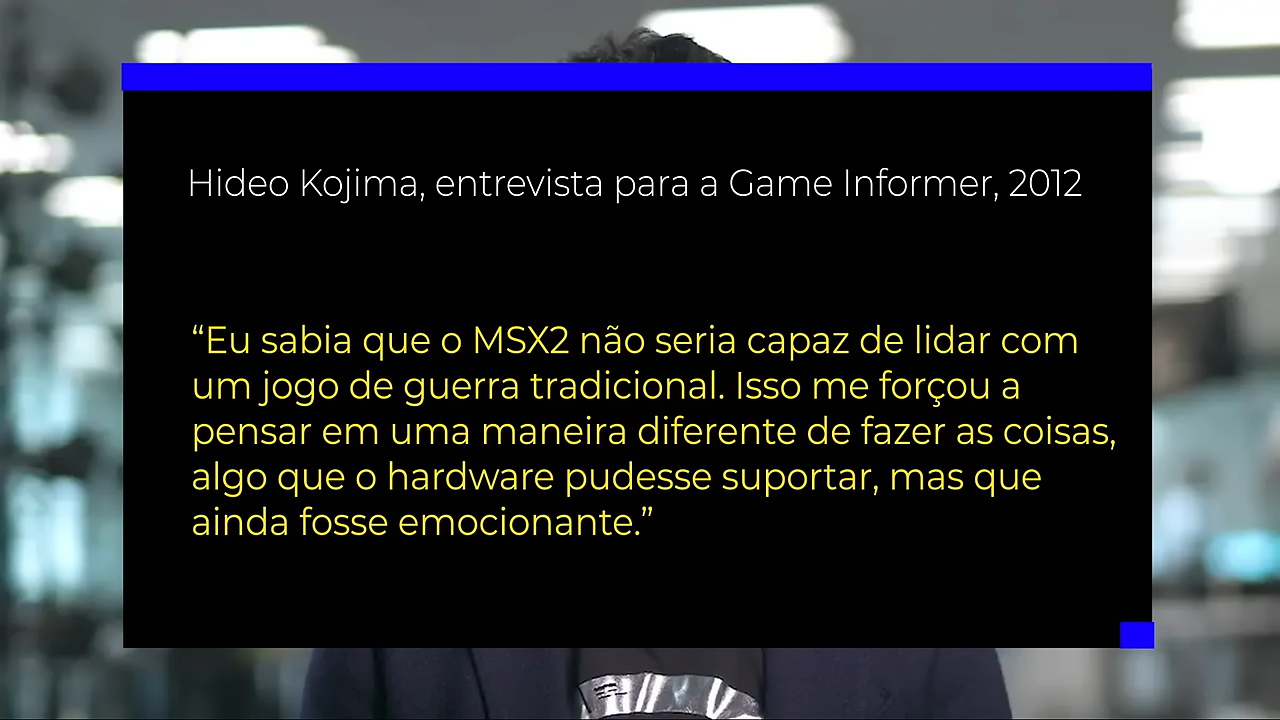 Hideo Kojima, entrevista para a Game Informer, 2012
“Eu sabia que o MSX2 não seria capaz de lidar com
um jogo de guerra tradicional. Isso me forçou a
pensar em uma maneira diferente de fazer as coisas,
algo que o hardware pudesse suportar, mas que
ainda fosse emocionante.”